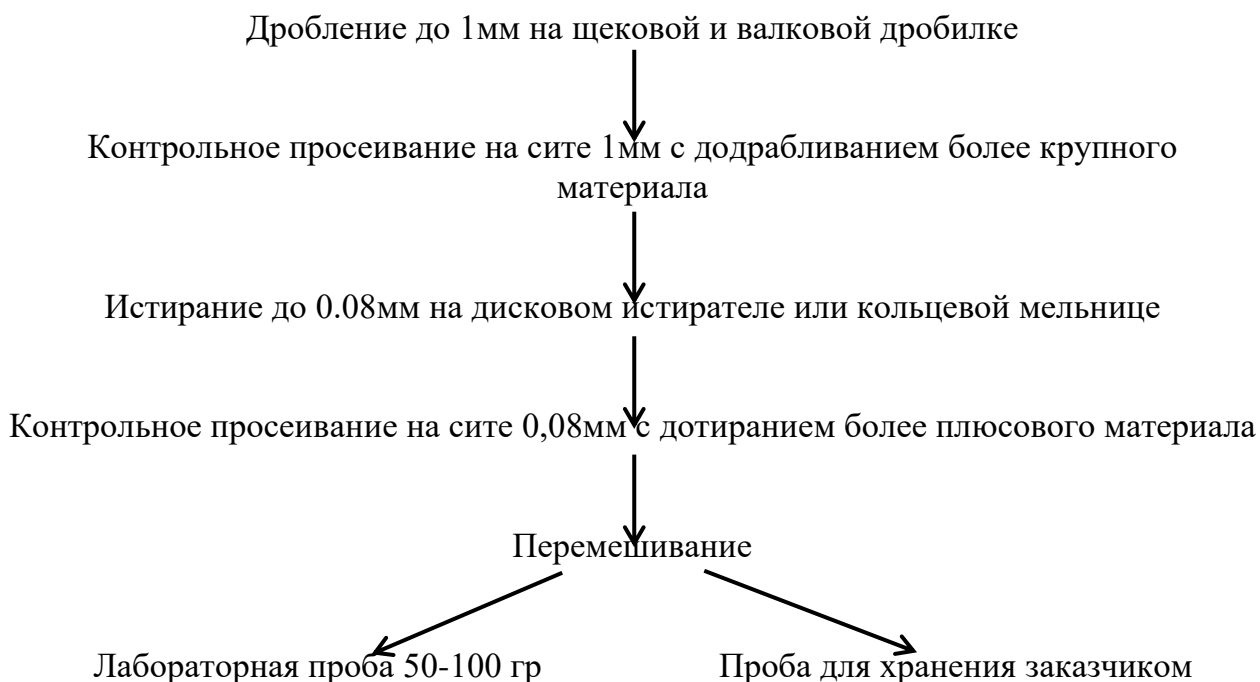 Дробление до 1мм на щековой и валковой дробилке
Контрольное просеивание на сите 1мм с додрабливанием более крупного
материала
Истирание до 0.08мм на дисковом истирателе или кольцевой мельнице
Контрольное просеивание на сите 0,08мм с дотиранием более плюсового материала
Перемешивание
Лабораторная проба 50-100 гр
Проба для хранения заказчиком